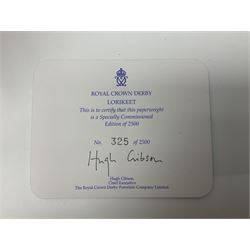 ROYAL CROWN DERBY
LORIKEET
This is to certify that this paperweight
is a Specially Commissioned
Edition of 2500
No. 325 of 2500
Hugh Gibson
Hugh Gibson
Chief Executive
The Royal Crown Derby Porcelain Company Limited